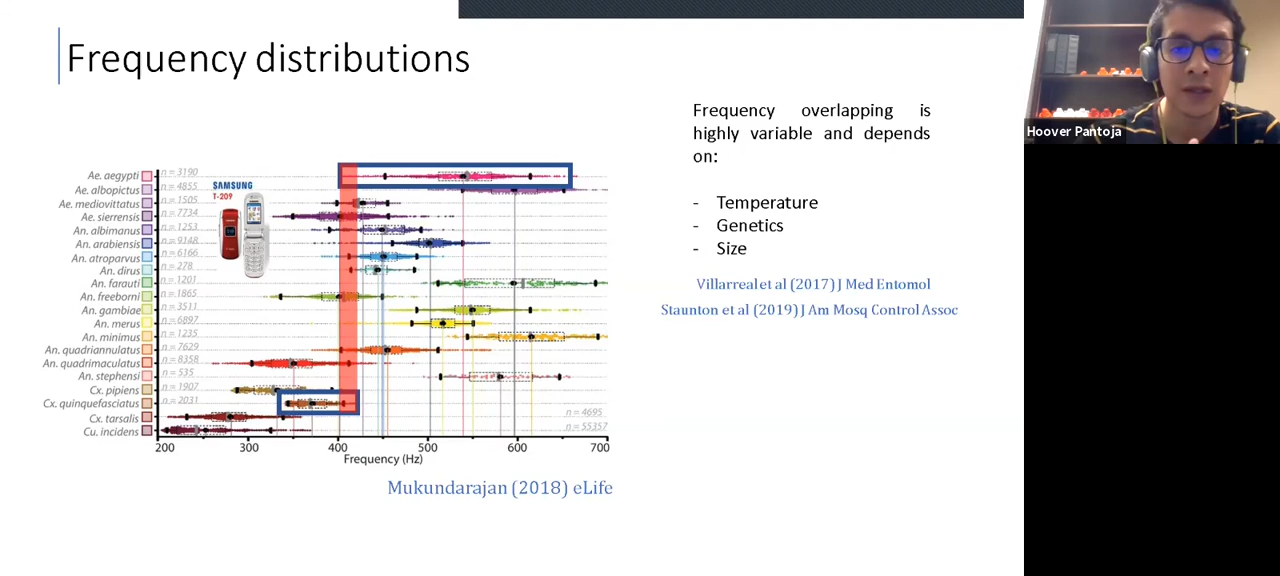 Frequency distributions
Hoover Pantoja
Frequency overlapping is
highly variable and depends
on:
- Temperature
- Genetics
- Size
Villarreal et al (2017) J Med Entomol
Staunton et al (2019) J Am Mosq Control Assoc
SAMSUNG
T-209
Ae. aegypti n = 3190
Ae. albopictus n = 4855
Ae. mediovittatus n = 1505
Ae. sierrensis n = 7734
An. albimanus n = 1253
An. arabiensis n = 9148
An. atroparvus n = 6166
An. dirus n = 278
An. farauti n = 1201
An. freeborni n = 1865
An. gambiae n = 3511
An. merus n = 6897
An. minimus n = 1235
An. quadriannulatus n = 7629
An. quadrimaculatus n = 8358
An. stephensi n = 535
Cx. pipiens n = 1907
Cx. quinquefasciatus n = 2031
Cx. tarsalis n = 4695
Cu. incidens n = 55357
200 300 400 500 600 700
Frequency (Hz)
Mukundarajan (2018) eLife